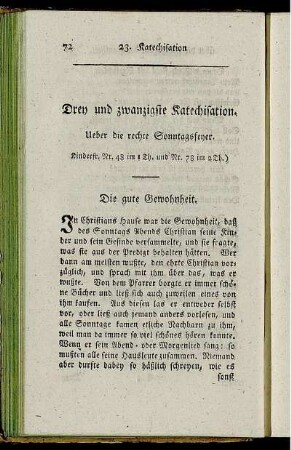 72 23. Katechisation
Drey und zwanzigste Katechisation.
Ueber die rechte Sonntagsfeyer.
Kinderfr. Nr. 48 im 1 Th. und Nr. 78 im 2 Th.)
Die gute Gewohnheit.
In Christians Hause war die Gewohnheit, daß
des Sonntags Abends Christian seine Kin-
der und sein Gesinde versammelte, und sie fragte,
was sie aus der Predigt behalten hätten. Wer
dann am meisten wußte, den ehrte Christian vor-
züglich, und sprach mit ihm über das, was er
wußte. Von dem Pfarrer borgte er immer schö-
ne Bücher und ließ sich auch zuweilen eines von
ihm kaufen. Aus diesen las er entweder selbst
vor, oder ließ auch jemand anders vorlesen, und
alle Sonntage kamen etliche Nachbarn zu ihm,
weil man da immer so viel schönes hören konnte.
Wenn er sein Abend- oder Morgenlied sang: so
mußten alle seine Hausleute zusammen. Niemand
aber durfte dabey so häßlich schreyen, wie es
sonst